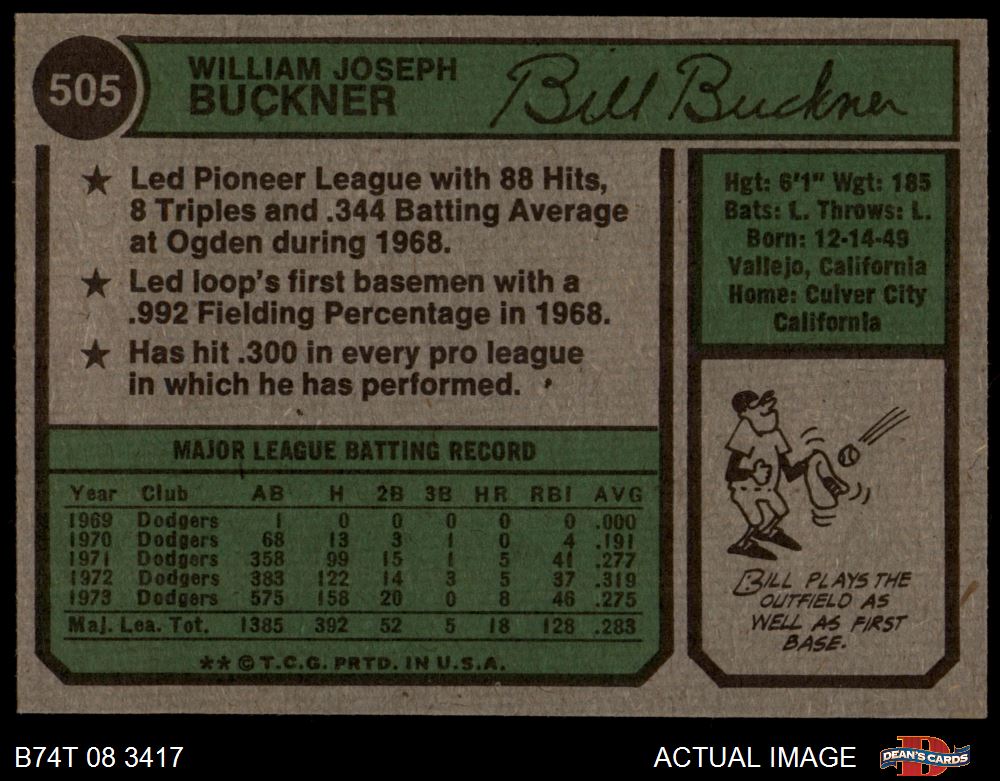 505
WILLIAM JOSEPH
BUCKNER
Bill Buckner
★ Led Pioneer League with 88 Hits,
8 Triples and .344 Batting Average
at Ogden during 1968.
★ Led loop's first basemen with a
.992 Fielding Percentage in 1968.
★ Has hit .300 in every pro league
in which he has performed.
MAJOR LEAGUE BATTING RECORD
Year Club AB H 2B 3B HR RBI AVG
1969 Dodgers 1 0 0 0 0 0 .000
1970 Dodgers 68 13 3 1 0 4 .191
1971 Dodgers 358 99 15 1 5 41 .277
1972 Dodgers 383 122 14 3 5 37 .319
1973 Dodgers 575 158 20 0 8 46 .275
Maj. Lea. Tot. 1385 392 52 5 18 128 .283
** © T.C.G. PRTD. IN U.S.A.
Hgt: 6'1" Wgt: 185
Bats: L. Throws: L.
Born: 12-14-49
Vallejo, California
Home: Culver City
California
BILL PLAYS THE
OUTFIELD AS
WELL AS FIRST
BASE.
B74T 08 3417
ACTUAL IMAGE
DEAN'S CARDS